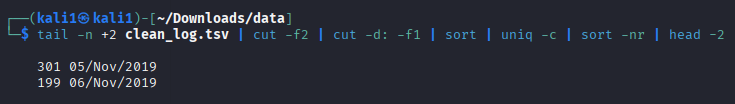 ┌──(kali1㉿kali1)-[~/Downloads/data]
└─$ tail -n +2 clean_log.tsv | cut -f2 | cut -d: -f1 | sort | uniq -c | sort -nr | head -2
301 05/Nov/2019
199 06/Nov/2019